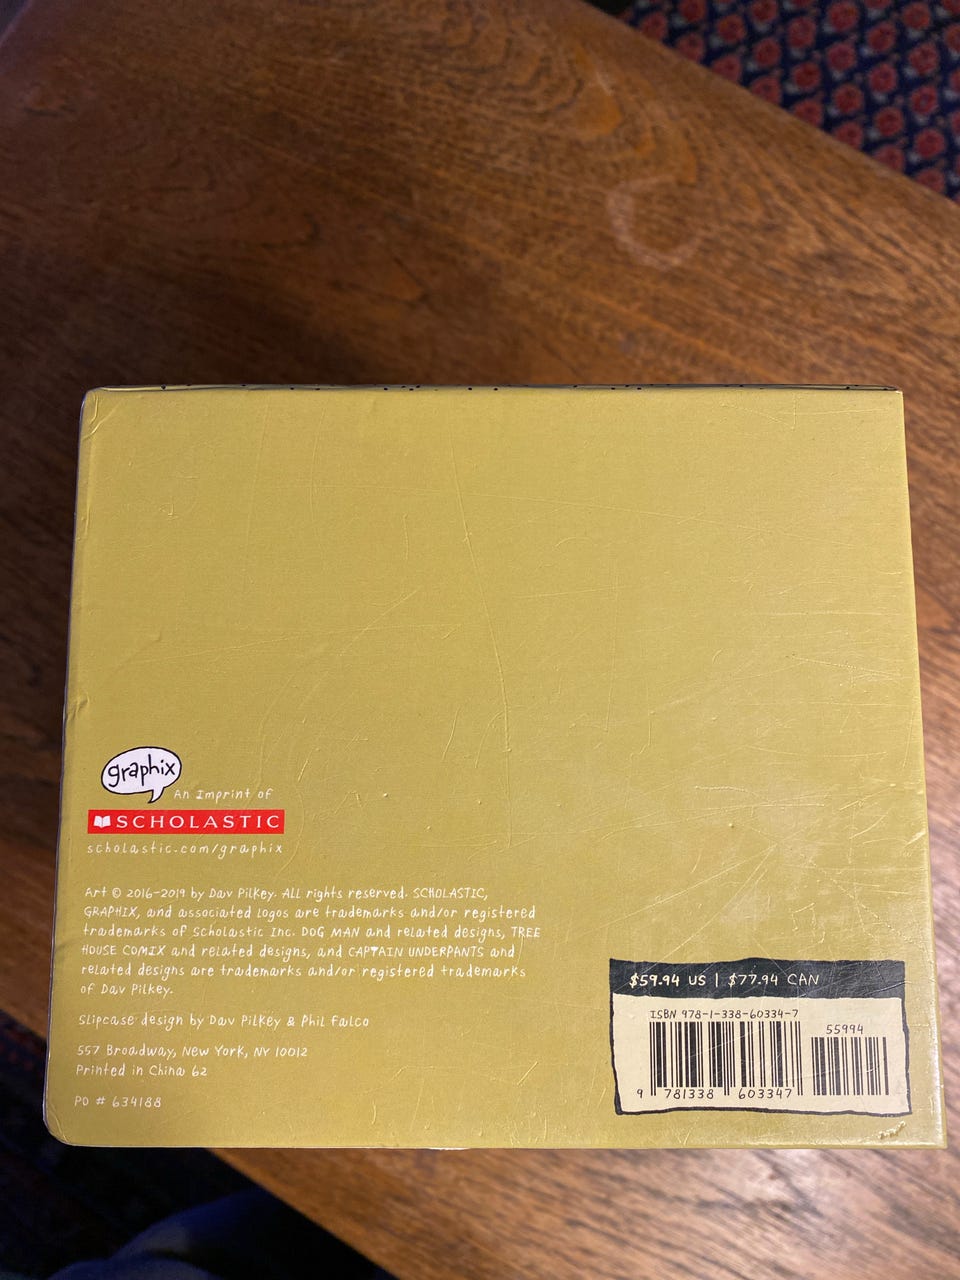 graphix
An Imprint of
SCHOLASTIC
scholastic.com/graphix
Art © 2016-2019 by Dav Pilkey. All rights reserved. SCHOLASTIC,
GRAPHIX, and associated logos are trademarks and/or registered
trademarks of Scholastic Inc. DOG MAN and related designs, TREE
HOUSE COMIX and related designs, and CAPTAIN UNDERPANTS and
related designs are trademarks and/or registered trademarks
of Dav Pilkey.
Slipcase design by Dav Pilkey & Phil Falco
557 Broadway, New York, NY 10012
Printed in China 62
PO # 634188
$59.94 US | $77.94 CAN
ISBN 978-1-338-60334-7
55994
9 781338 603347